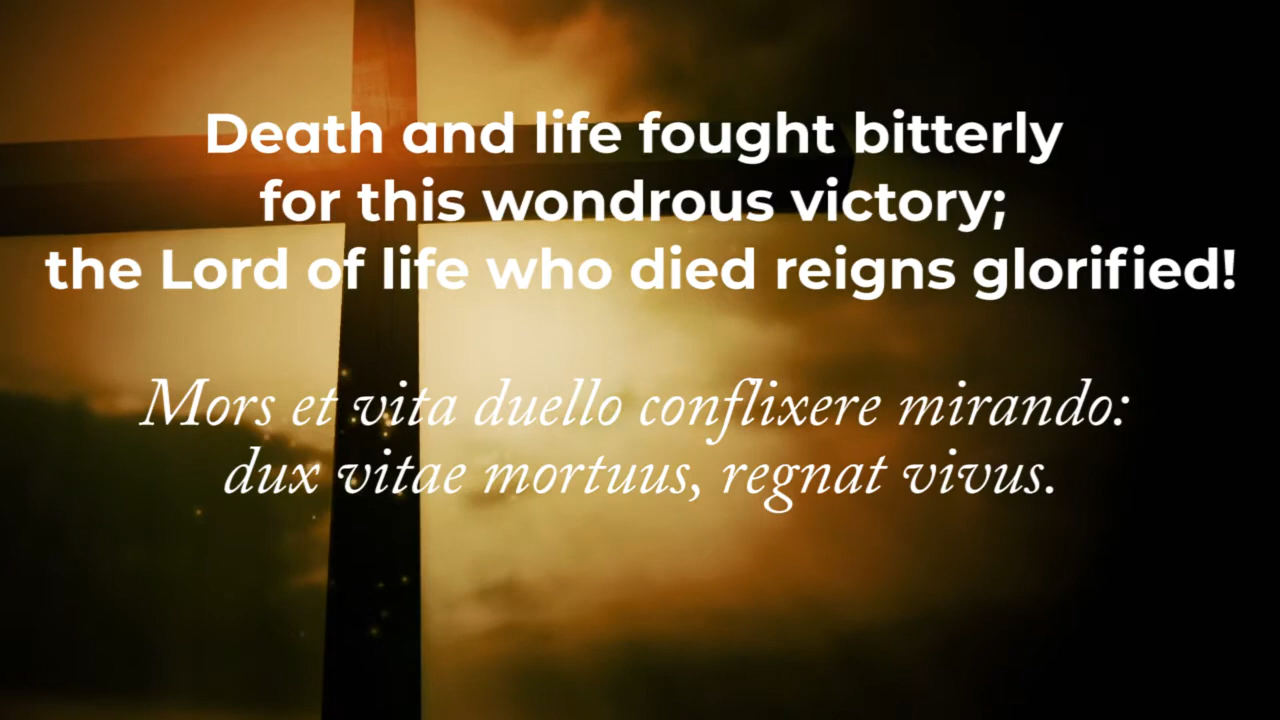 Death and life fought bitterly
for this wondrous victory;
the Lord of life who died reigns glorified!
Mors et vita duello conflixere mirando:
dux vitae mortuus, regnat vivus.